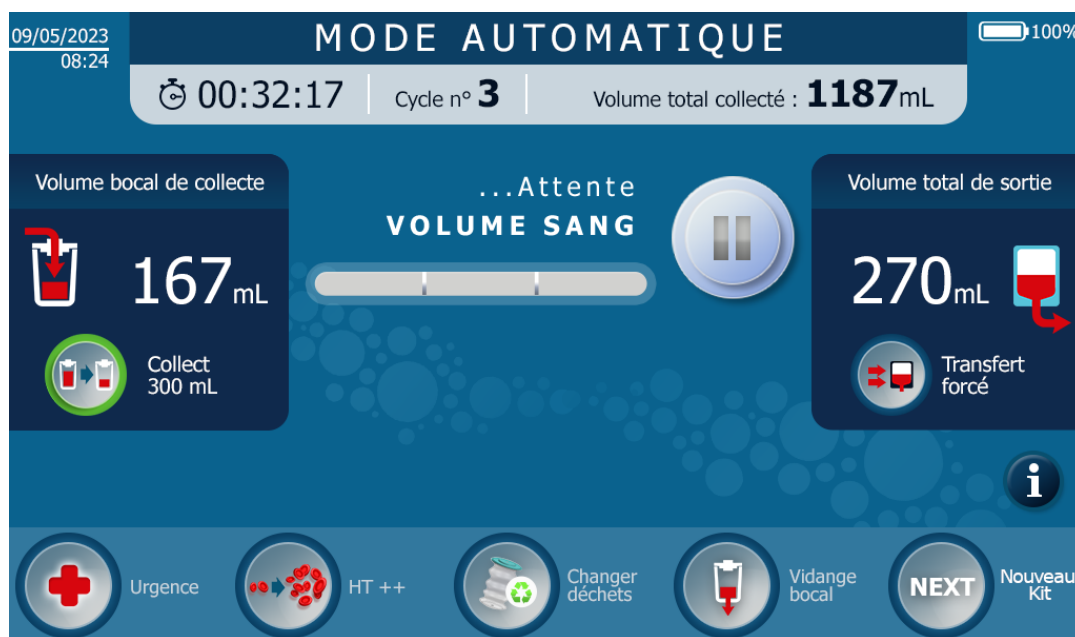 09/05/2023
08:24
MODE AUTOMATIQUE
100%
00:32:17
Cycle n° 3
Volume total collecté : 1187mL
Volume bocal de collecte
167mL
Collect
300 mL
...Attente
VOLUME SANG
Volume total de sortie
270mL
Transfert
forcé
i
Urgence
HT ++
Changer
déchets
Vidange
bocal
NEXT
Nouveau
Kit